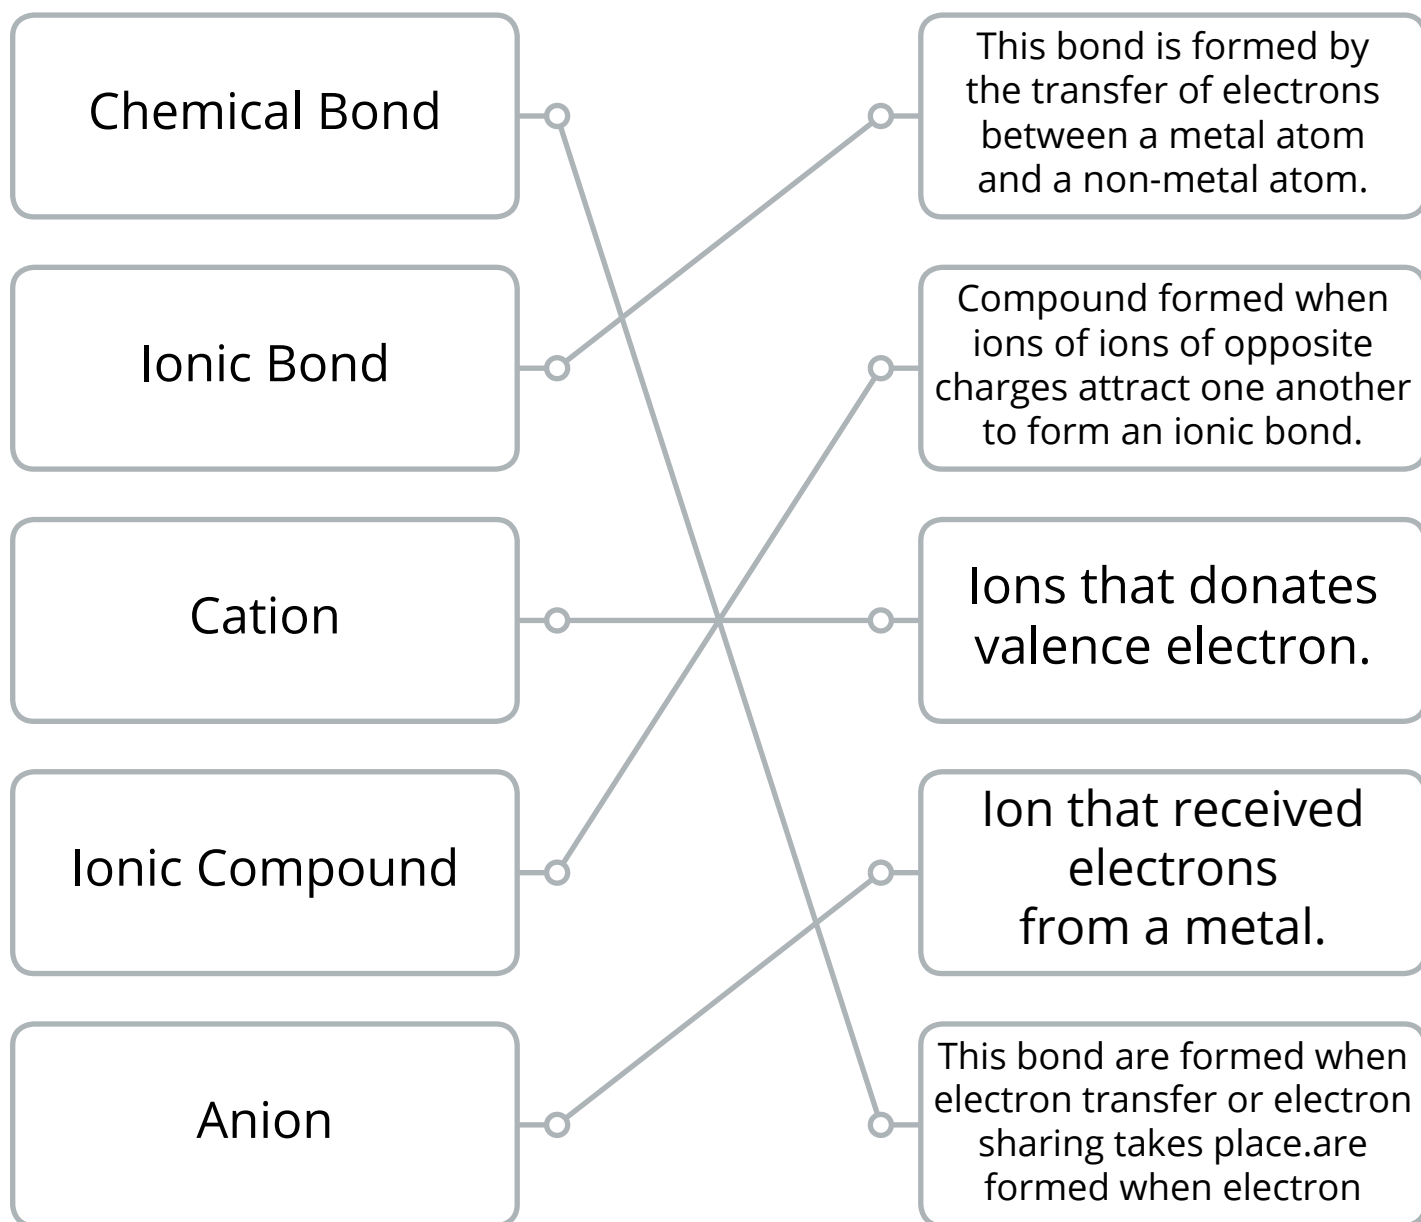 Chemical Bond
This bond is formed by
the transfer of electrons
between a metal atom
and a non-metal atom.
Ionic Bond
Compound formed when
ions of ions of opposite
charges attract one another
to form an ionic bond.
Cation
Ions that donates
valence electron.
Ionic Compound
Ion that received
electrons
from a metal.
Anion
This bond are formed when
electron transfer or electron
sharing takes place.are
formed when electron